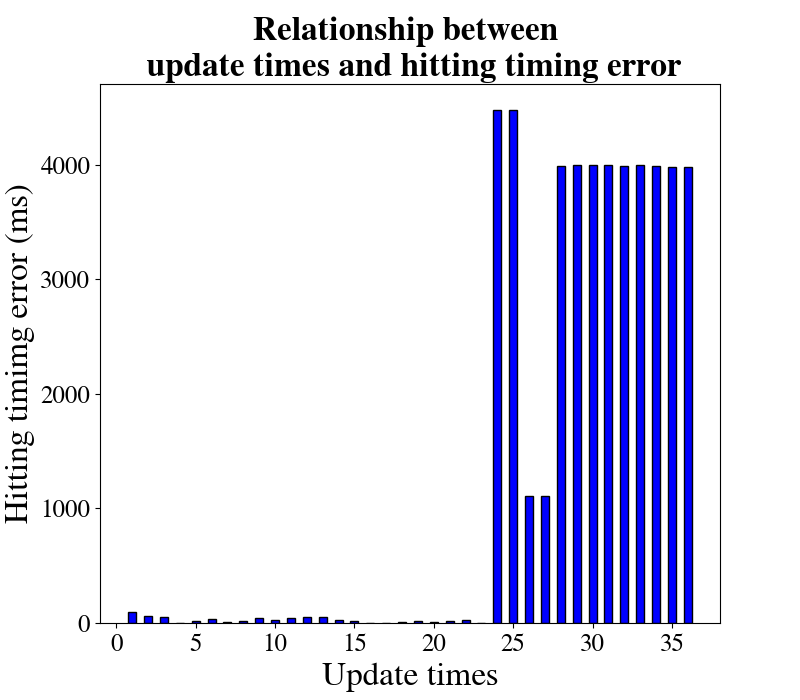 Relationship between
update times and hitting timing error
Hitting timimg error (ms)
4000
3000
2000
1000
0
0 5 10 15 20 25 30 35
Update times